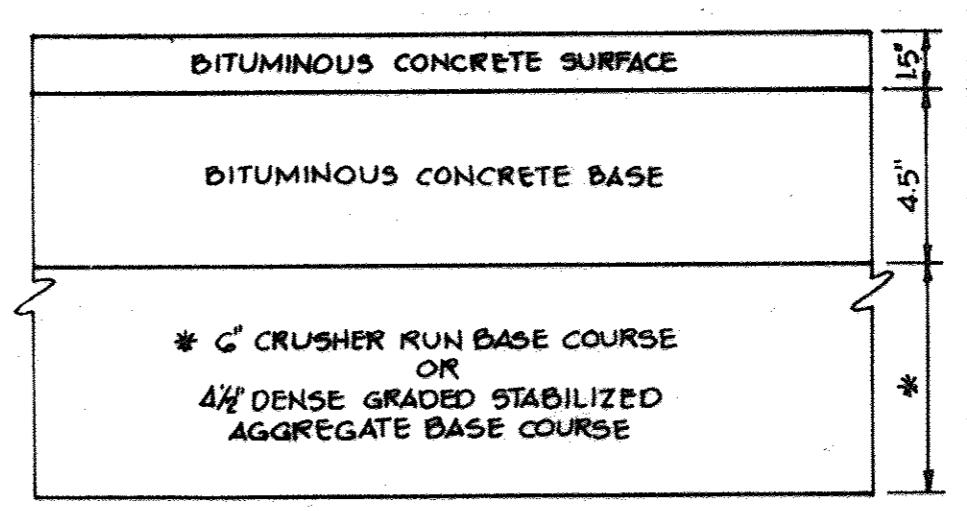 BITUMINOUS CONCRETE SURFACE
1.5"
BITUMINOUS CONCRETE BASE
4.5"
* 6" CRUSHER RUN BASE COURSE
OR
4½" DENSE GRADED STABILIZED
AGGREGATE BASE COURSE
*